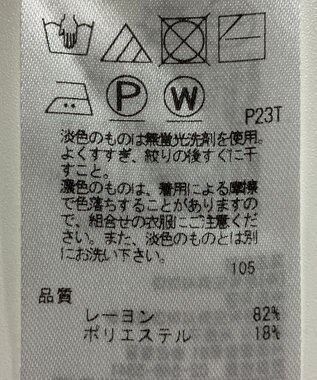 P
W
P23T
淡色のものは無蛍光洗剤を使用。
よくすすぎ、絞りの後すぐに干
すこと。
濃色のものは、着用による摩擦
で色落ちすることがありますの
で、組合せの衣服にご注意くだ
さい。また、淡色のものとは別
にお洗い下さい。
105
品質
レーヨン 82%
ポリエステル 18%